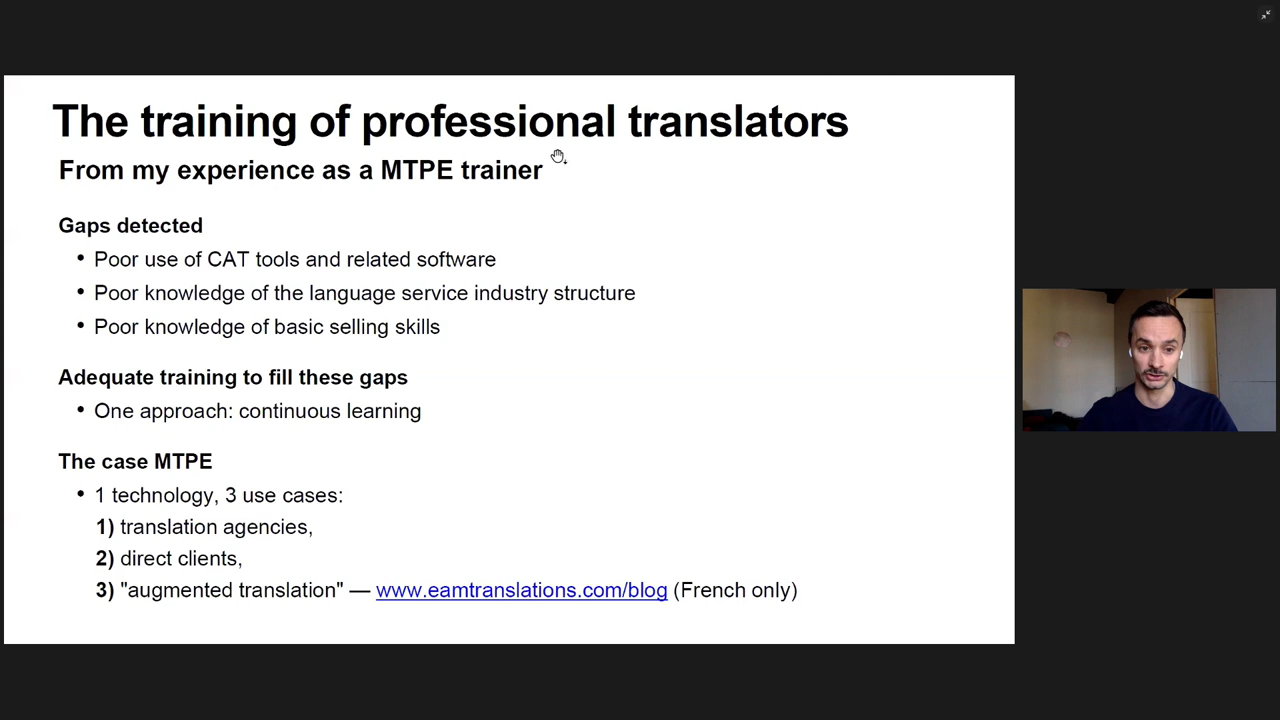 The training of professional translators
From my experience as a MTPE trainer
Gaps detected
• Poor use of CAT tools and related software
• Poor knowledge of the language service industry structure
• Poor knowledge of basic selling skills
Adequate training to fill these gaps
• One approach: continuous learning
The case MTPE
• 1 technology, 3 use cases:
1) translation agencies,
2) direct clients,
3) "augmented translation" — www.eamtranslations.com/blog (French only)